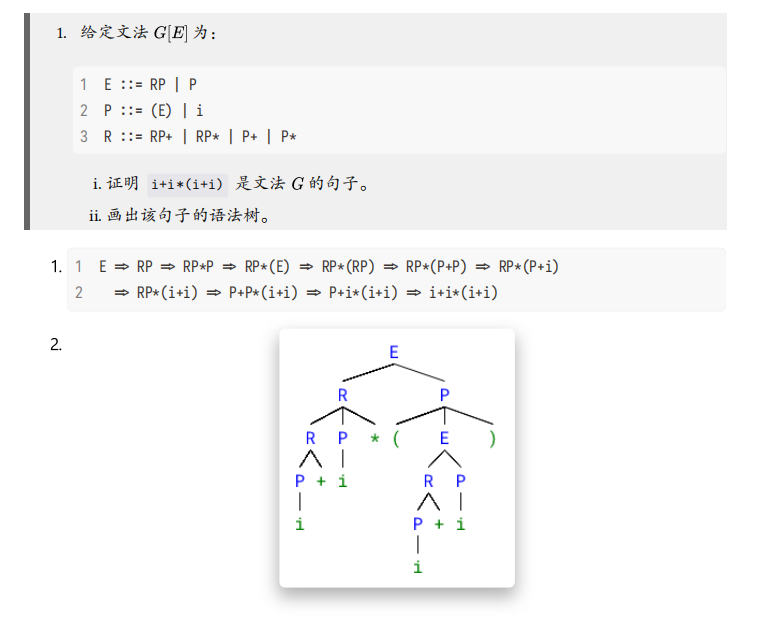 1. 给定文法 G[E] 为：
1 E ::= RP | P
2 P ::= (E) | i
3 R ::= RP+ | RP* | P+ | P*
i. 证明 i+i*(i+i) 是文法 G 的句子。
ii. 画出该句子的语法树。
1. 1 E ⇒ RP ⇒ RP*P ⇒ RP*(E) ⇒ RP*(RP) ⇒ RP*(P+P) ⇒ RP*(P+i)
2 ⇒ RP*(i+i) ⇒ P+P*(i+i) ⇒ P+i*(i+i) ⇒ i+i*(i+i)
2.
E
R P
R P * ( E )
P + i R P
i P + i
i